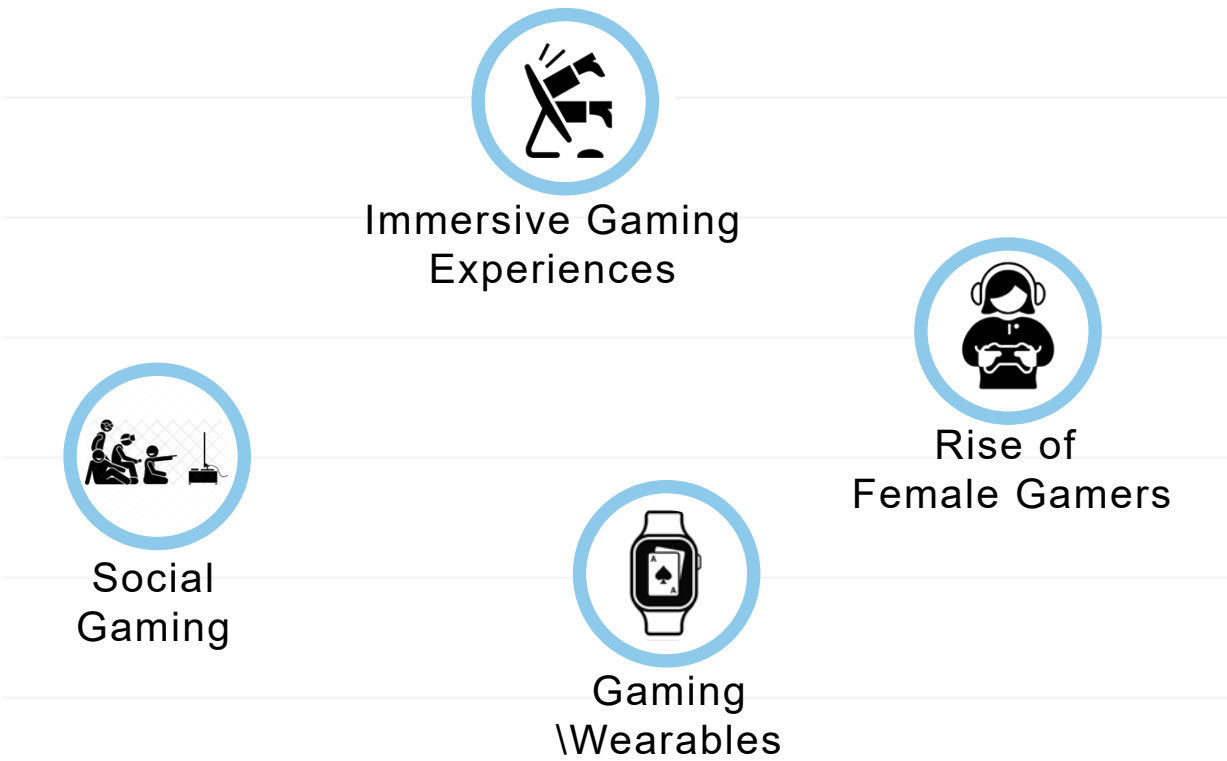 Immersive Gaming
Experiences
Rise of
Female Gamers
Social
Gaming
Gaming
\Wearables